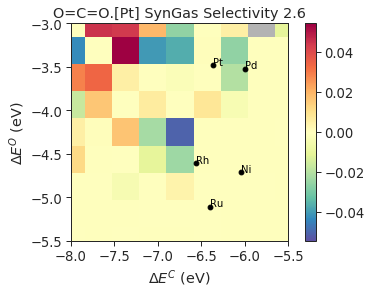 O=C=O.[Pt] SynGas Selectivity 2.6
−3.0
−3.5
−4.0
−4.5
−5.0
−5.5
ΔE^O (eV)
Pt
Pd
Rh
Ni
Ru
−8.0 −7.5 −7.0 −6.5 −6.0 −5.5
ΔE^C (eV)
0.04
0.02
0.00
−0.02
−0.04